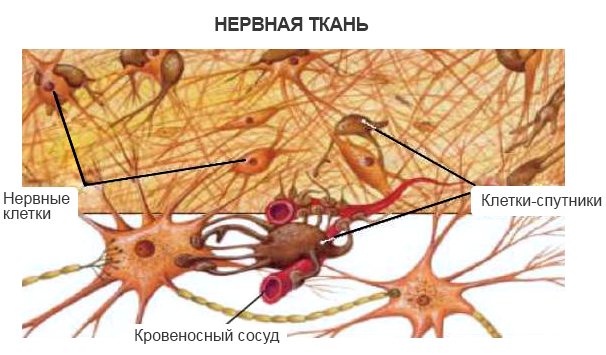 НЕРВНАЯ ТКАНЬ
Нервные
клетки
Клетки-спутники
Кровеносный сосуд